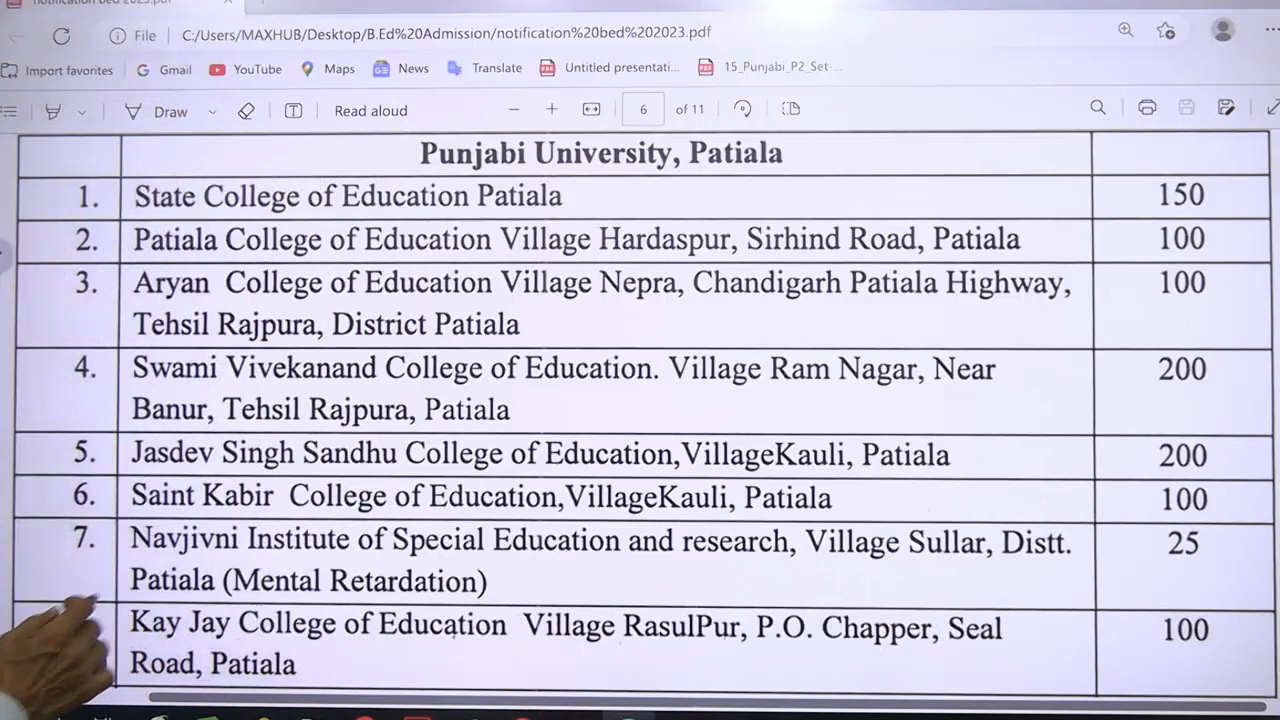 notification bed 2023.pdf
File C:/Users/MAXHUB/Desktop/B.Ed%20Admission/notification%20bed%202023.pdf
Import favorites Gmail YouTube Maps News Translate Untitled presentati... 15_Punjabi_P2_Set-...
Draw Read aloud 6 of 11
Punjabi University, Patiala
1. State College of Education Patiala 150
2. Patiala College of Education Village Hardaspur, Sirhind Road, Patiala 100
3. Aryan College of Education Village Nepra, Chandigarh Patiala Highway, 100
Tehsil Rajpura, District Patiala
4. Swami Vivekanand College of Education. Village Ram Nagar, Near 200
Banur, Tehsil Rajpura, Patiala
5. Jasdev Singh Sandhu College of Education,VillageKauli, Patiala 200
6. Saint Kabir College of Education,VillageKauli, Patiala 100
7. Navjivni Institute of Special Education and research, Village Sullar, Distt. 25
Patiala (Mental Retardation)
Kay Jay College of Education Village RasulPur, P.O. Chapper, Seal 100
Road, Patiala